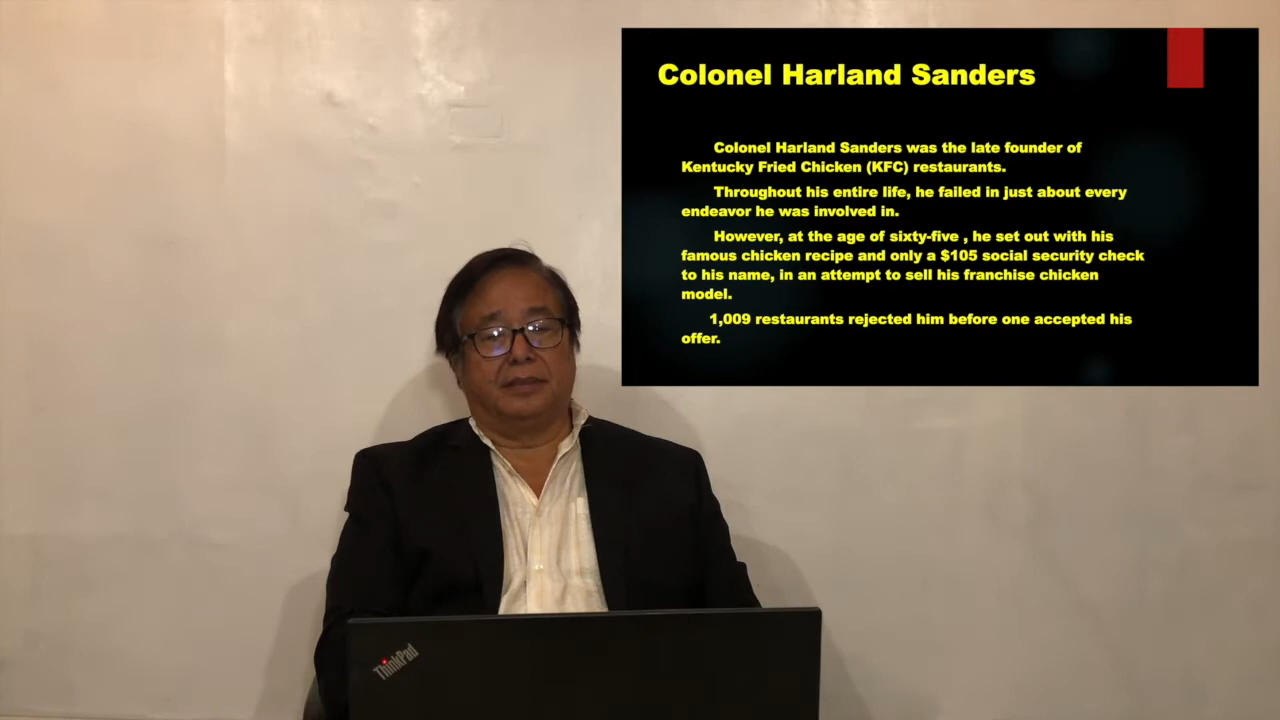 Colonel Harland Sanders
Colonel Harland Sanders was the late founder of
Kentucky Fried Chicken (KFC) restaurants.
Throughout his entire life, he failed in just about every
endeavor he was involved in.
However, at the age of sixty-five , he set out with his
famous chicken recipe and only a $105 social security check
to his name, in an attempt to sell his franchise chicken
model.
1,009 restaurants rejected him before one accepted his
offer.
ThinkPad